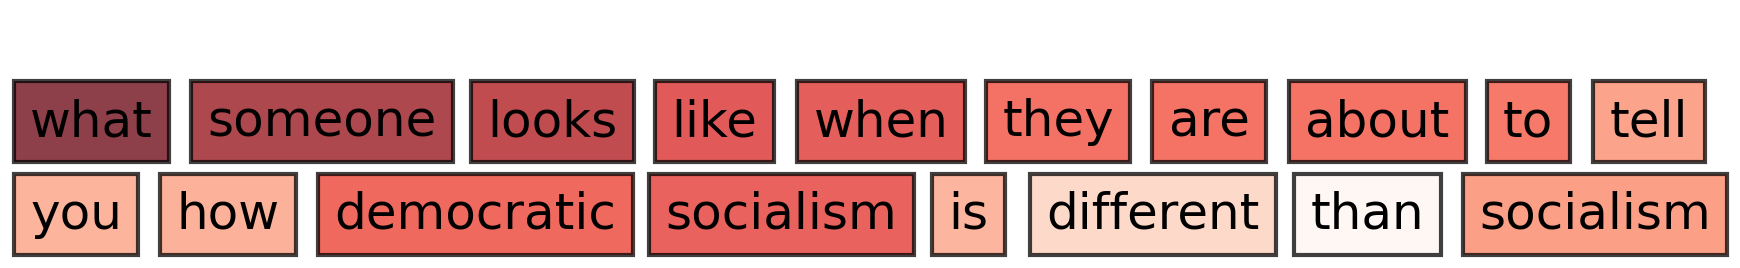 what someone looks like when they are about to tell
you how democratic socialism is different than socialism